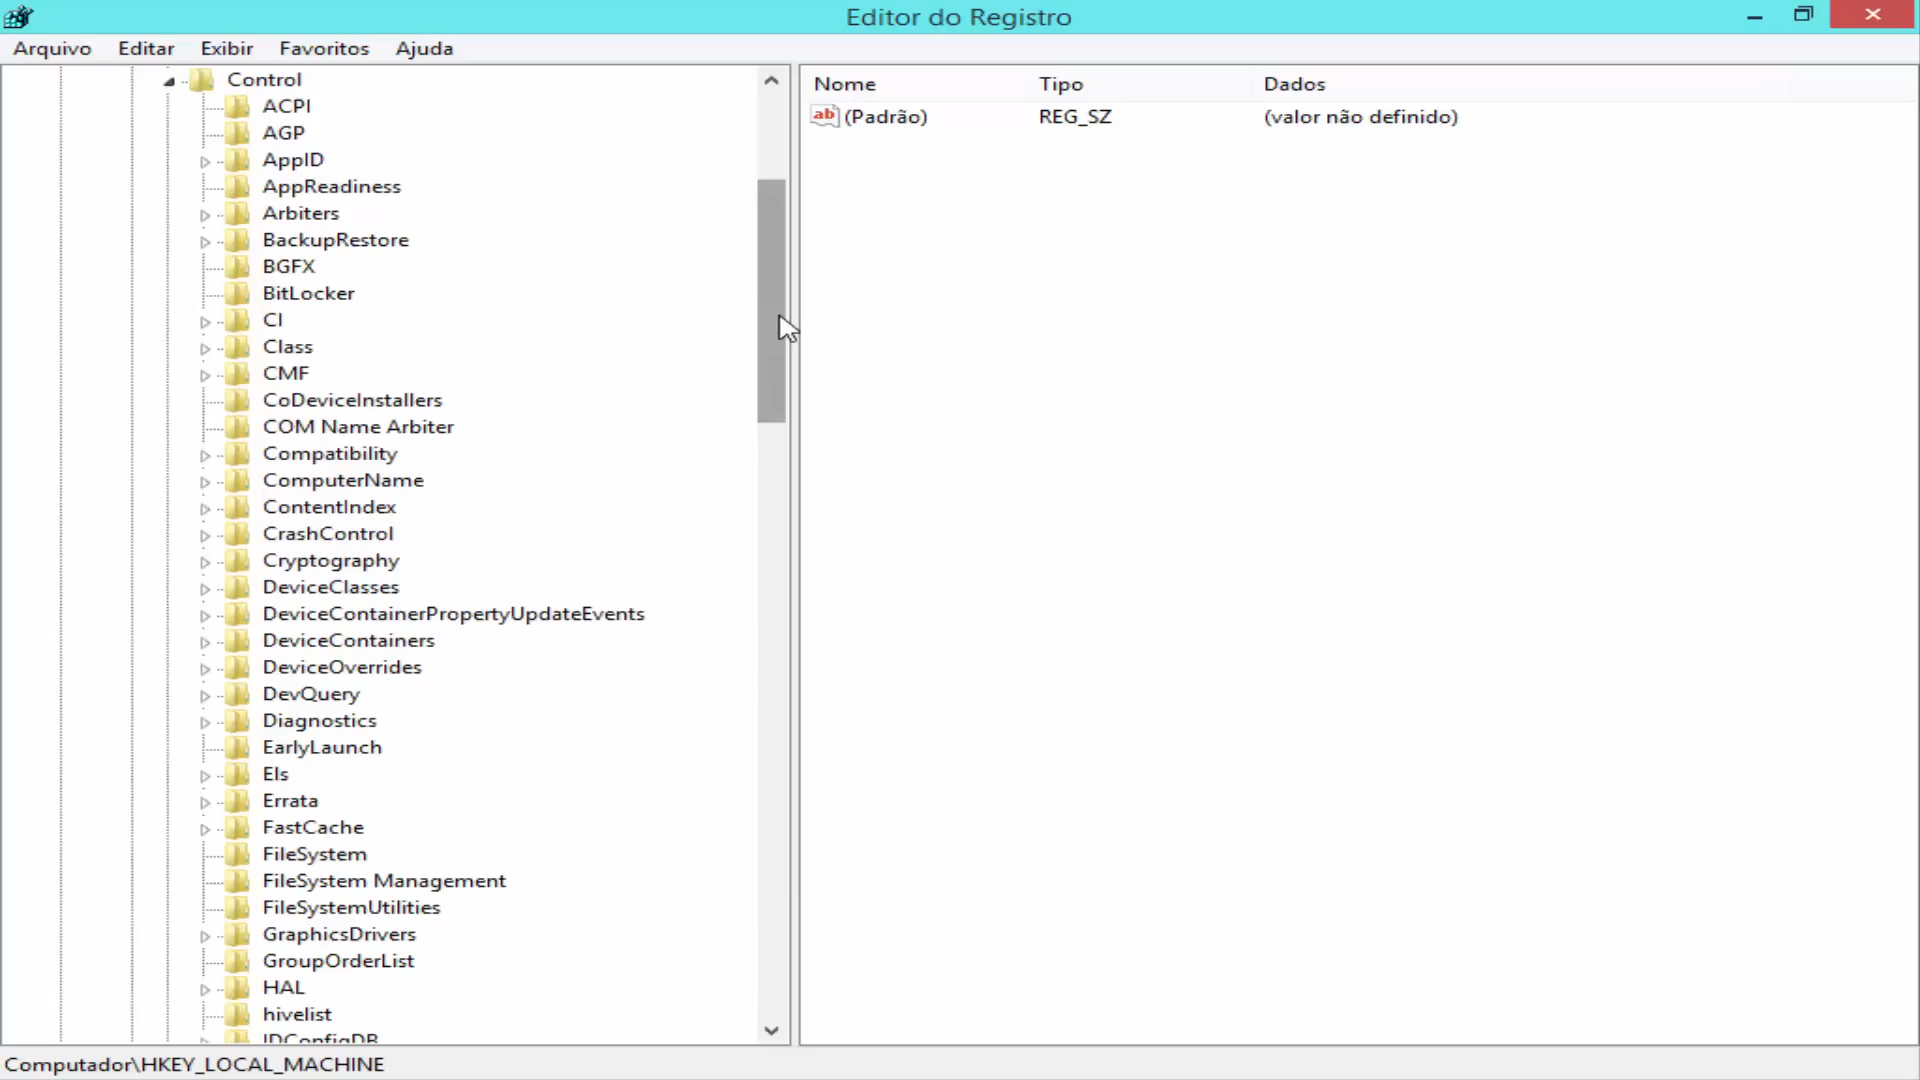 Editor do Registro
Arquivo Editar Exibir Favoritos Ajuda
Control
ACPI
AGP
AppID
AppReadiness
Arbiters
BackupRestore
BGFX
BitLocker
CI
Class
CMF
CoDeviceInstallers
COM Name Arbiter
Compatibility
ComputerName
ContentIndex
CrashControl
Cryptography
DeviceClasses
DeviceContainerPropertyUpdateEvents
DeviceContainers
DeviceOverrides
DevQuery
Diagnostics
EarlyLaunch
Els
Errata
FastCache
FileSystem
FileSystem Management
FileSystemUtilities
GraphicsDrivers
GroupOrderList
HAL
hivelist
IDConfigDB
Nome Tipo Dados
ab (Padrão) REG_SZ (valor não definido)
Computador\HKEY_LOCAL_MACHINE